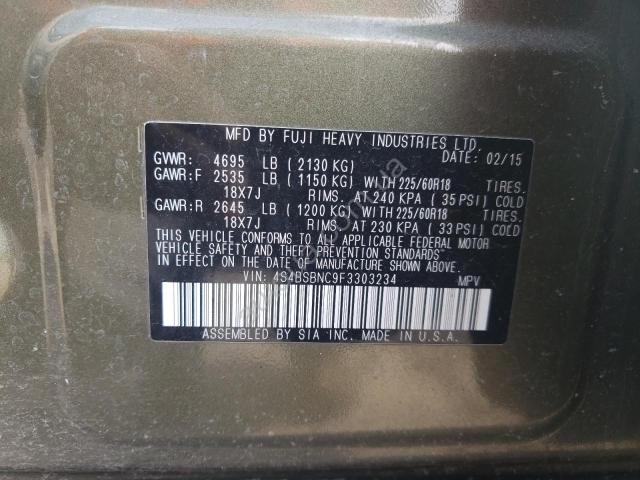 MFD BY FUJI HEAVY INDUSTRIES LTD.
GVWR: 4695 LB ( 2130 KG) DATE: 02/15
GAWR:F 2535 LB ( 1150 KG) WITH 225/60R18 TIRES.
18X7J RIMS. AT 240 KPA ( 35 PSI) COLD
GAWR:R 2645 LB ( 1200 KG) WITH 225/60R18 TIRES.
18X7J RIMS. AT 230 KPA ( 33 PSI) COLD
THIS VEHICLE CONFORMS TO ALL APPLICABLE FEDERAL MOTOR
VEHICLE SAFETY AND THEFT PREVENTION STANDARDS
IN EFFECT ON THE DATE OF MANUFACTURE SHOWN ABOVE.
VIN: 4S4BSBNC9F3303234 MPV
ASSEMBLED BY SIA INC. MADE IN U.S.A.